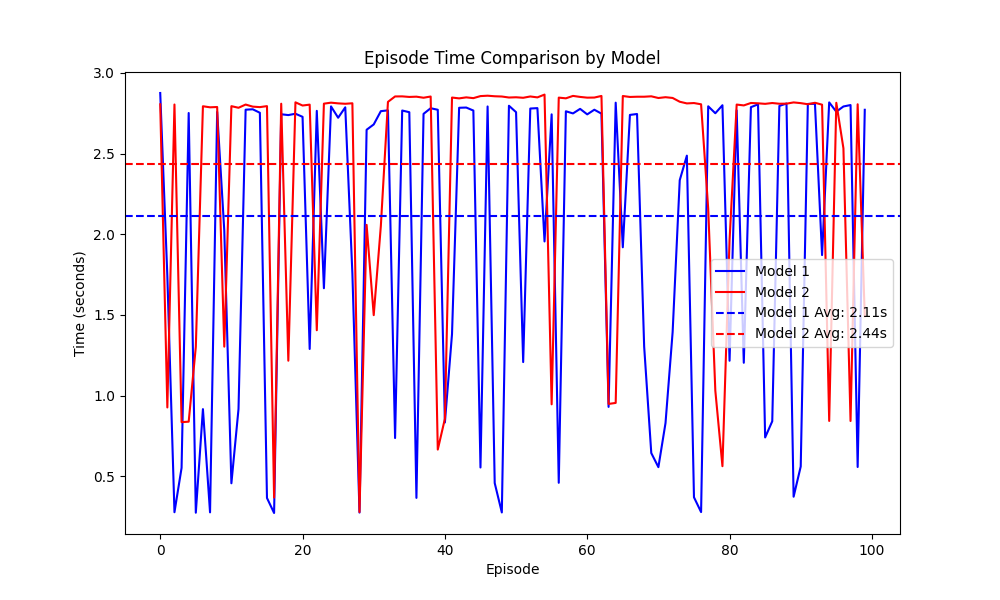 Episode Time Comparison by Model
Time (seconds)
3.0
2.5
2.0
1.5
1.0
0.5
Model 1
Model 2
Model 1 Avg: 2.11s
Model 2 Avg: 2.44s
0 20 40 60 80 100
Episode